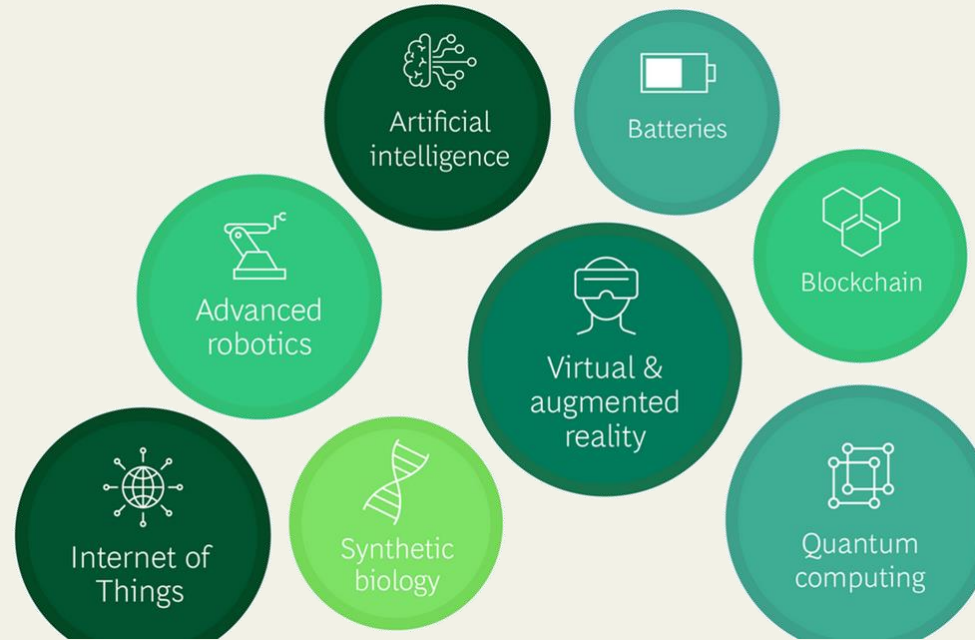 Artificial
intelligence
Batteries
Advanced
robotics
Virtual &
augmented
reality
Blockchain
Internet of
Things
Synthetic
biology
Quantum
computing